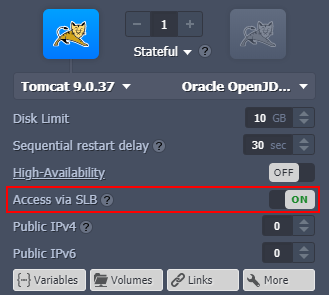 1
Stateful ?
Tomcat 9.0.37 Oracle OpenJD...
Disk Limit 10 GB
Sequential restart delay ? 30 sec
High-Availability OFF
Access via SLB ? ON
Public IPv4 ? 0
Public IPv6 0
Variables Volumes Links More